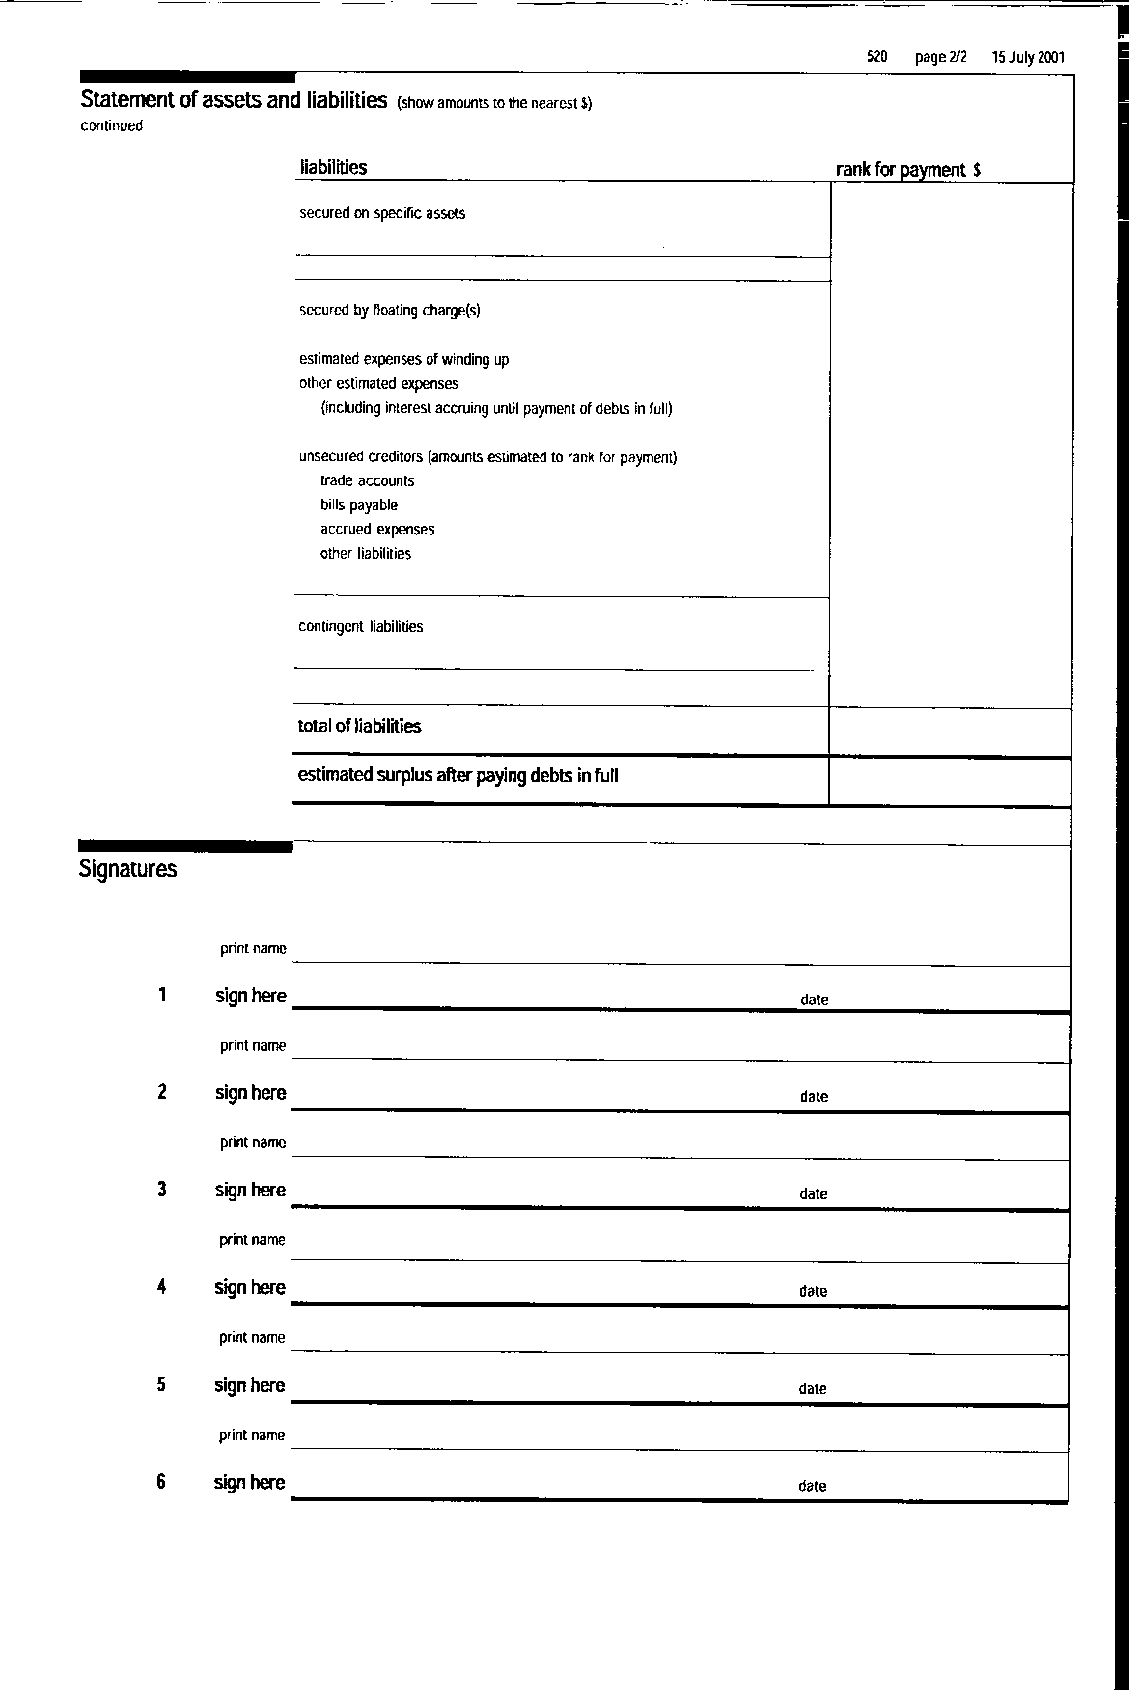 520 page 2/2 15 July 2001
Statement of assets and liabilities (show amounts to the nearest $)
continued
liabilities rank for payment $
secured on specific assets
secured by floating charge(s)
estimated expenses of winding up
other estimated expenses
(including interest accruing until payment of debts in full)
unsecured creditors (amounts estimated to rank for payment)
trade accounts
bills payable
accrued expenses
other liabilities
contingent liabilities
total of liabilities
estimated surplus after paying debts in full
Signatures
print name
1 sign here date
print name
2 sign here date
print name
3 sign here date
print name
4 sign here date
print name
5 sign here date
print name
6 sign here date